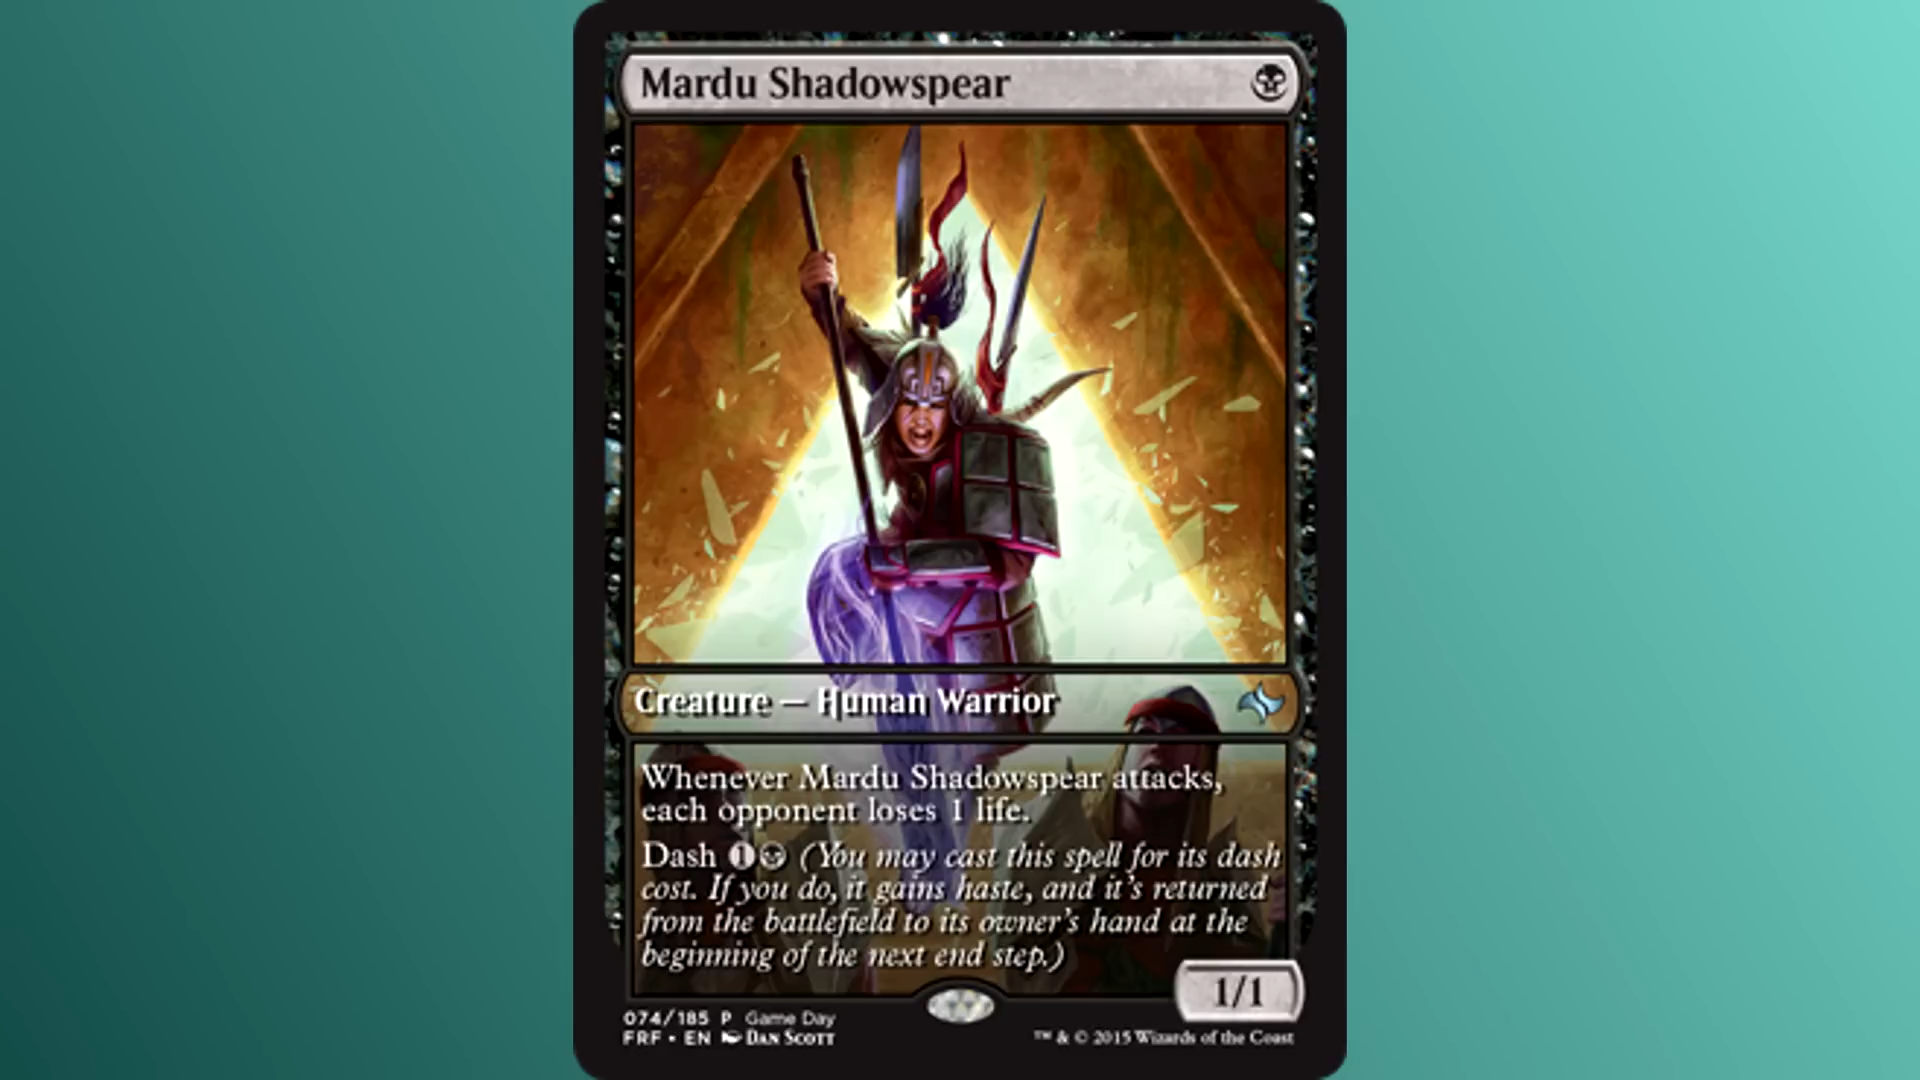 Mardu Shadowspear
Creature — Human Warrior
Whenever Mardu Shadowspear attacks,
each opponent loses 1 life.
Dash 1 (You may cast this spell for its dash
cost. If you do, it gains haste, and it's returned
from the battlefield to its owner's hand at the
beginning of the next end step.)
1/1
074/185 P Game Day
FRF • EN Dan Scott
™ & © 2015 Wizards of the Coast